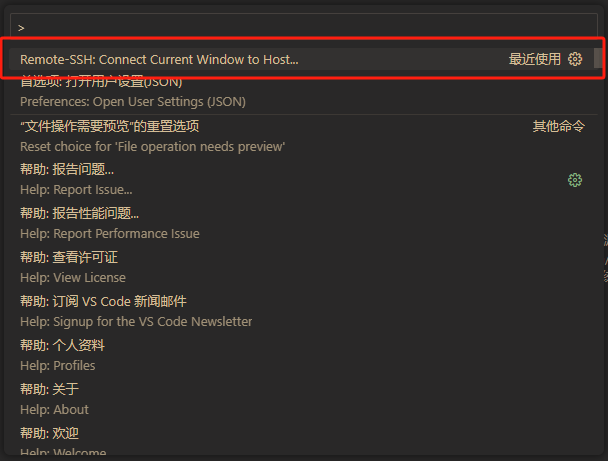 >
Remote-SSH: Connect Current Window to Host... 最近使用
首选项: 打开用户设置(JSON)
Preferences: Open User Settings (JSON)
"文件操作需要预览"的重置选项 其他命令
Reset choice for 'File operation needs preview'
帮助: 报告问题...
Help: Report Issue...
帮助: 报告性能问题...
Help: Report Performance Issue
帮助: 查看许可证
Help: View License
帮助: 订阅 VS Code 新闻邮件
Help: Signup for the VS Code Newsletter
帮助: 个人资料
Help: Profiles
帮助: 关于
Help: About
帮助: 欢迎
Help: Welcome